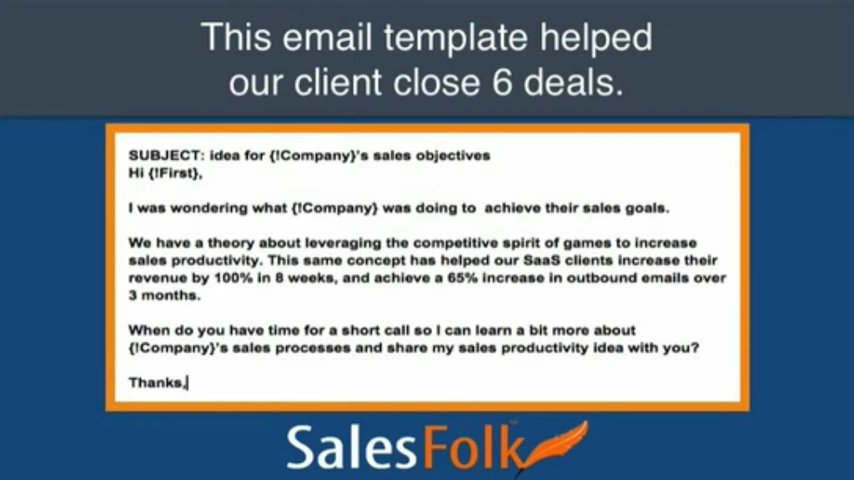 This email template helped
our client close 6 deals.
SUBJECT: idea for {!Company}'s sales objectives
Hi {!First},
I was wondering what {!Company} was doing to  achieve their sales goals.
We have a theory about leveraging the competitive spirit of games to increase
sales productivity. This same concept has helped our SaaS clients increase their
revenue by 100% in 8 weeks, and achieve a 65% increase in outbound emails over
3 months.
When do you have time for a short call so I can learn a bit more about
{!Company}'s sales processes and share my sales productivity idea with you?
Thanks,
SalesFolk